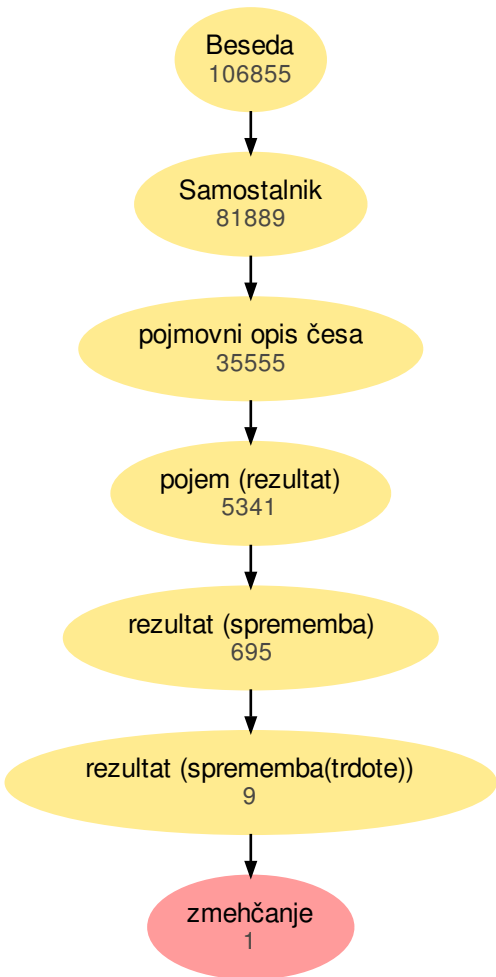 Beseda
106855
Samostalnik
81889
pojmovni opis česa
35555
pojem (rezultat)
5341
rezultat (sprememba)
695
rezultat (sprememba(trdote))
9
zmehčanje
1